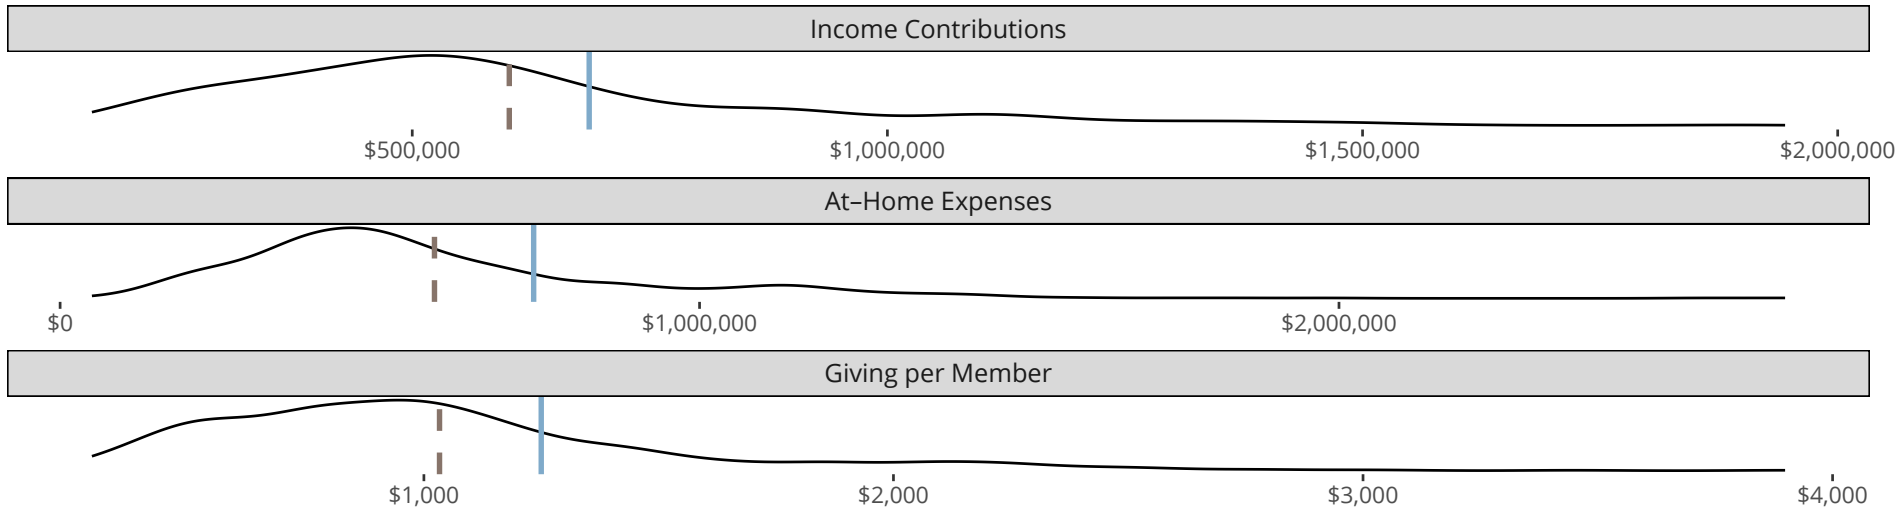 Income Contributions
$500,000 $1,000,000 $1,500,000 $2,000,000
At–Home Expenses
$0 $1,000,000 $2,000,000
Giving per Member
$1,000 $2,000 $3,000 $4,000